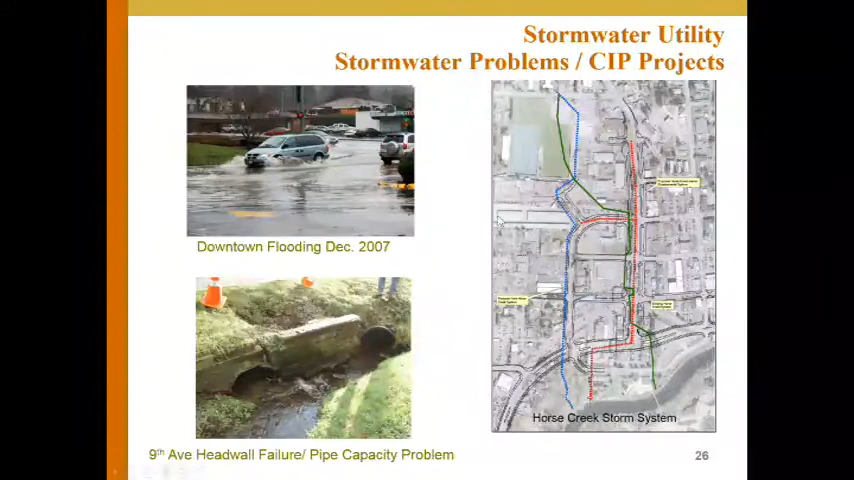 Stormwater Utility
Stormwater Problems / CIP Projects
Downtown Flooding Dec. 2007
Horse Creek Storm System
9th Ave Headwall Failure/ Pipe Capacity Problem
26